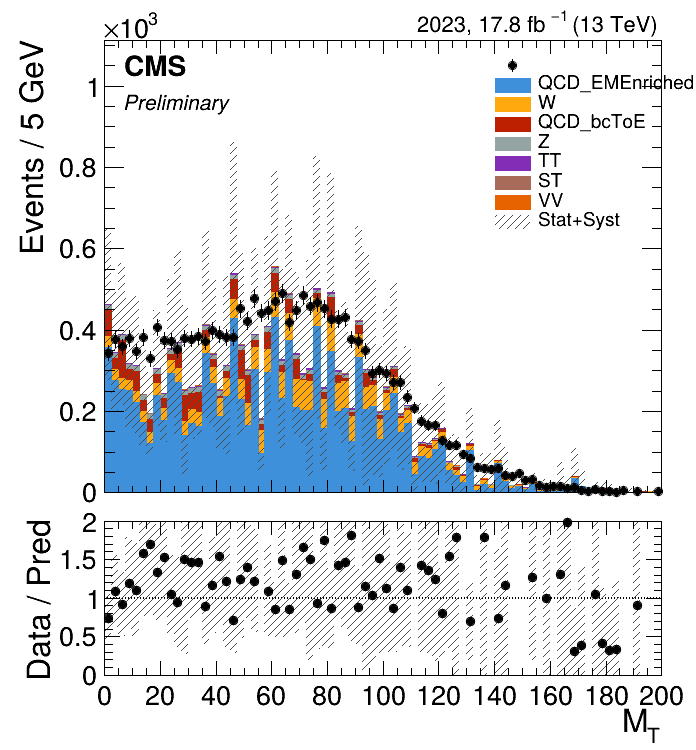 ×10³
2023, 17.8 fb⁻¹ (13 TeV)
CMS
Preliminary
Events / 5 GeV
1
0.8
0.6
0.4
0.2
0
QCD_EMEnriched
W
QCD_bcToE
Z
TT
ST
VV
Stat+Syst
Data / Pred
2
1.5
1
0.5
0
0 20 40 60 80 100 120 140 160 180 200
M_T